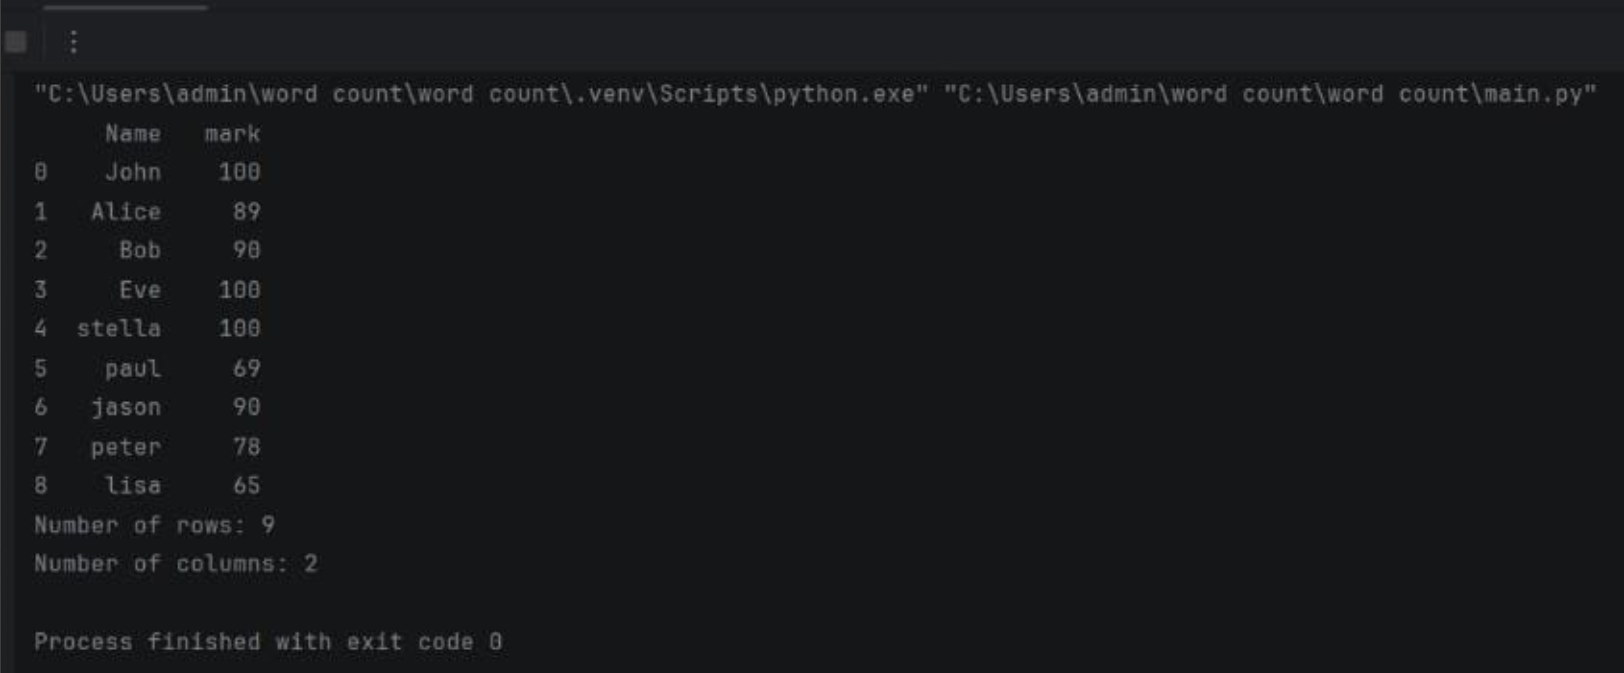 "C:\Users\admin\word count\word count\.venv\Scripts\python.exe" "C:\Users\admin\word count\word count\main.py"
Name mark
0 John 100
1 Alice 89
2 Bob 90
3 Eve 100
4 stella 100
5 paul 69
6 jason 90
7 peter 78
8 lisa 65
Number of rows: 9
Number of columns: 2
Process finished with exit code 0